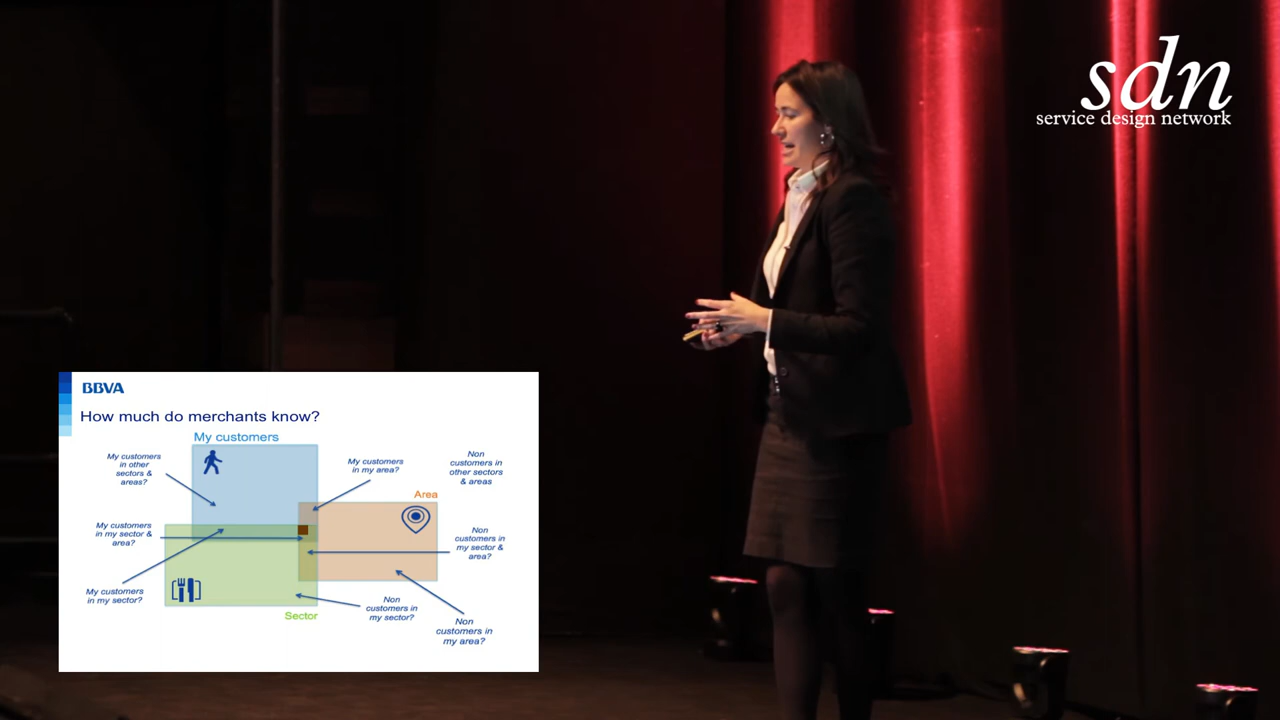 sdn
service design network
BBVA
How much do merchants know?
My customers
My customers
in other
sectors &
areas?
My customers
in my area?
Non
customers in
other sectors
& areas
Area
My customers
in my sector &
area?
Non
customers in
my sector &
area?
My customers
in my sector?
Non
customers in
my sector?
Sector
Non
customers in
my area?